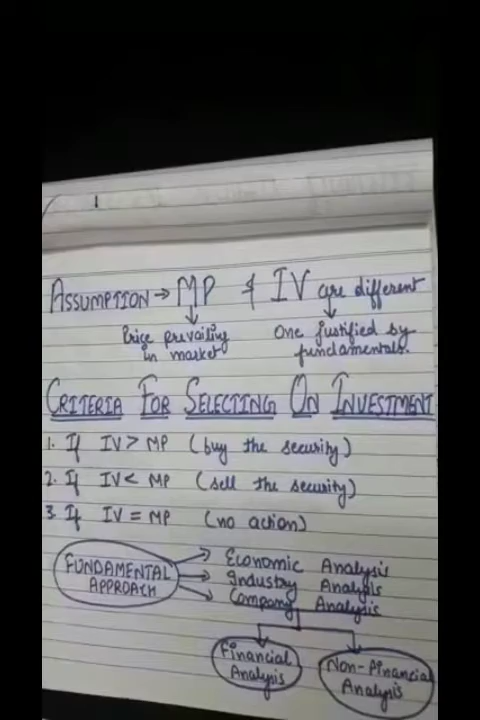 1
ASSUMPTION → MP & IV are different
Price prevailing in market
One justified by fundamentals.
CRITERIA FOR SELECTING ON INVESTMENT
1. If IV > MP (buy the security)
2. If IV < MP (sell the security)
3. If IV = MP (no action)
FUNDAMENTAL APPROACH
Economic Analysis
Industry Analysis
Company Analysis
Financial Analysis
Non-Financial Analysis